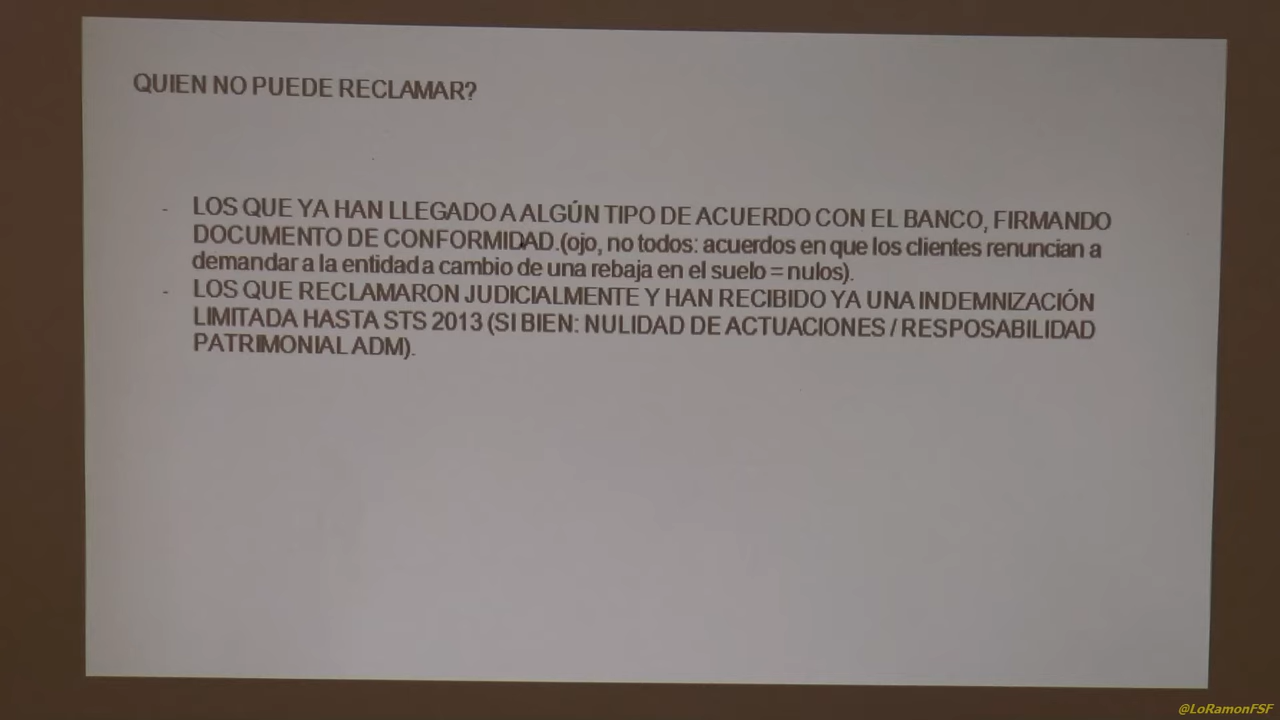 QUIEN NO PUEDE RECLAMAR?
- LOS QUE YA HAN LLEGADO A ALGÚN TIPO DE ACUERDO CON EL BANCO, FIRMANDO
DOCUMENTO DE CONFORMIDAD.(ojo, no todos: acuerdos en que los clientes renuncian a
demandar a la entidad a cambio de una rebaja en el suelo = nulos).
- LOS QUE RECLAMARON JUDICIALMENTE Y HAN RECIBIDO YA UNA INDEMNIZACIÓN
LIMITADA HASTA STS 2013 (SI BIEN: NULIDAD DE ACTUACIONES / RESPOSABILIDAD
PATRIMONIAL ADM).
@LoRamonFSF